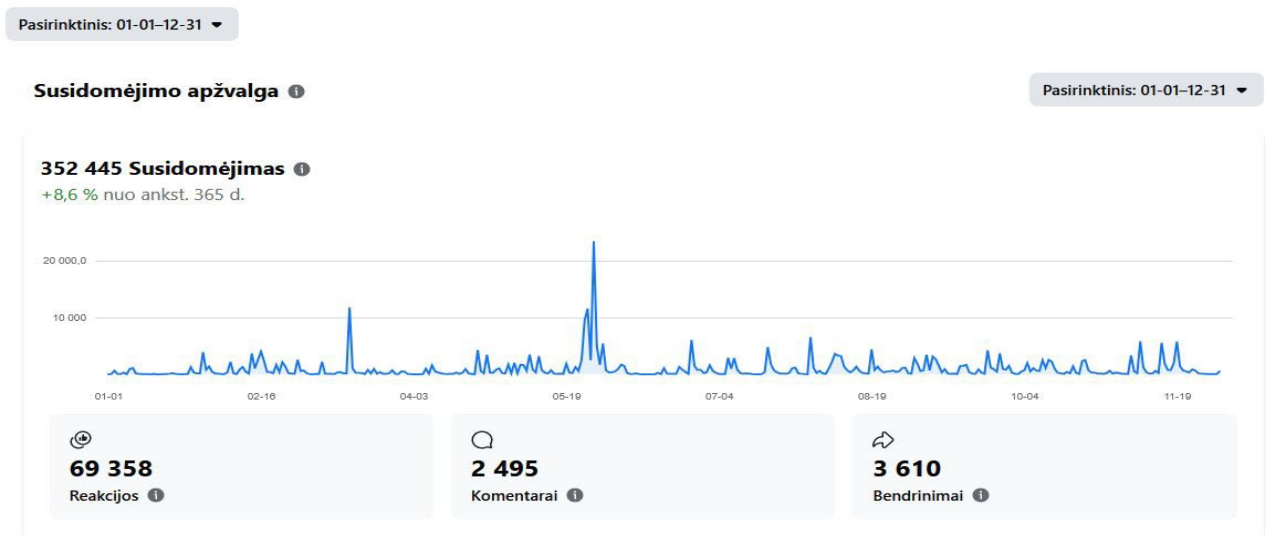 Pasirinktinis: 01-01–12-31
Susidomėjimo apžvalga
Pasirinktinis: 01-01–12-31
352 445 Susidomėjimas
+8,6 % nuo ankst. 365 d.
20 000,0
10 000
01-01 02-16 04-03 05-19 07-04 08-19 10-04 11-19
69 358 2 495 3 610
Reakcijos Komentarai Bendrinimai